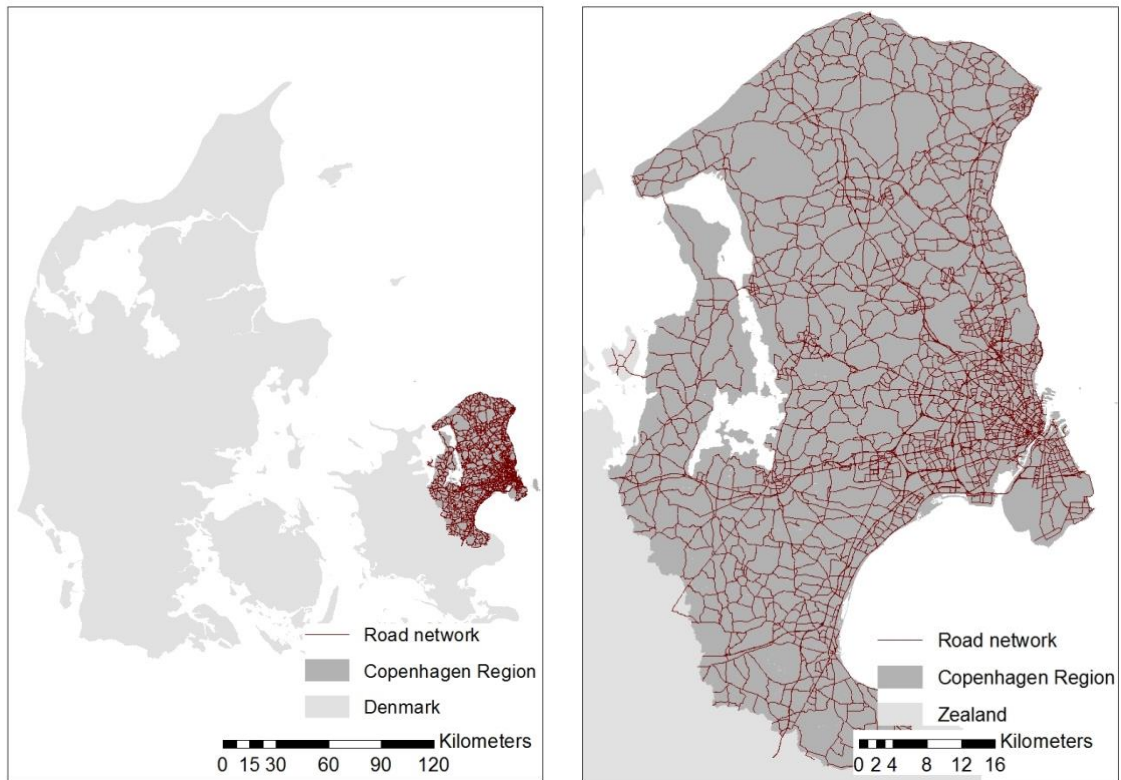 Road network
Copenhagen Region
Denmark
Kilometers
0 15 30 60 90 120
Road network
Copenhagen Region
Zealand
Kilometers
0 2 4 8 12 16